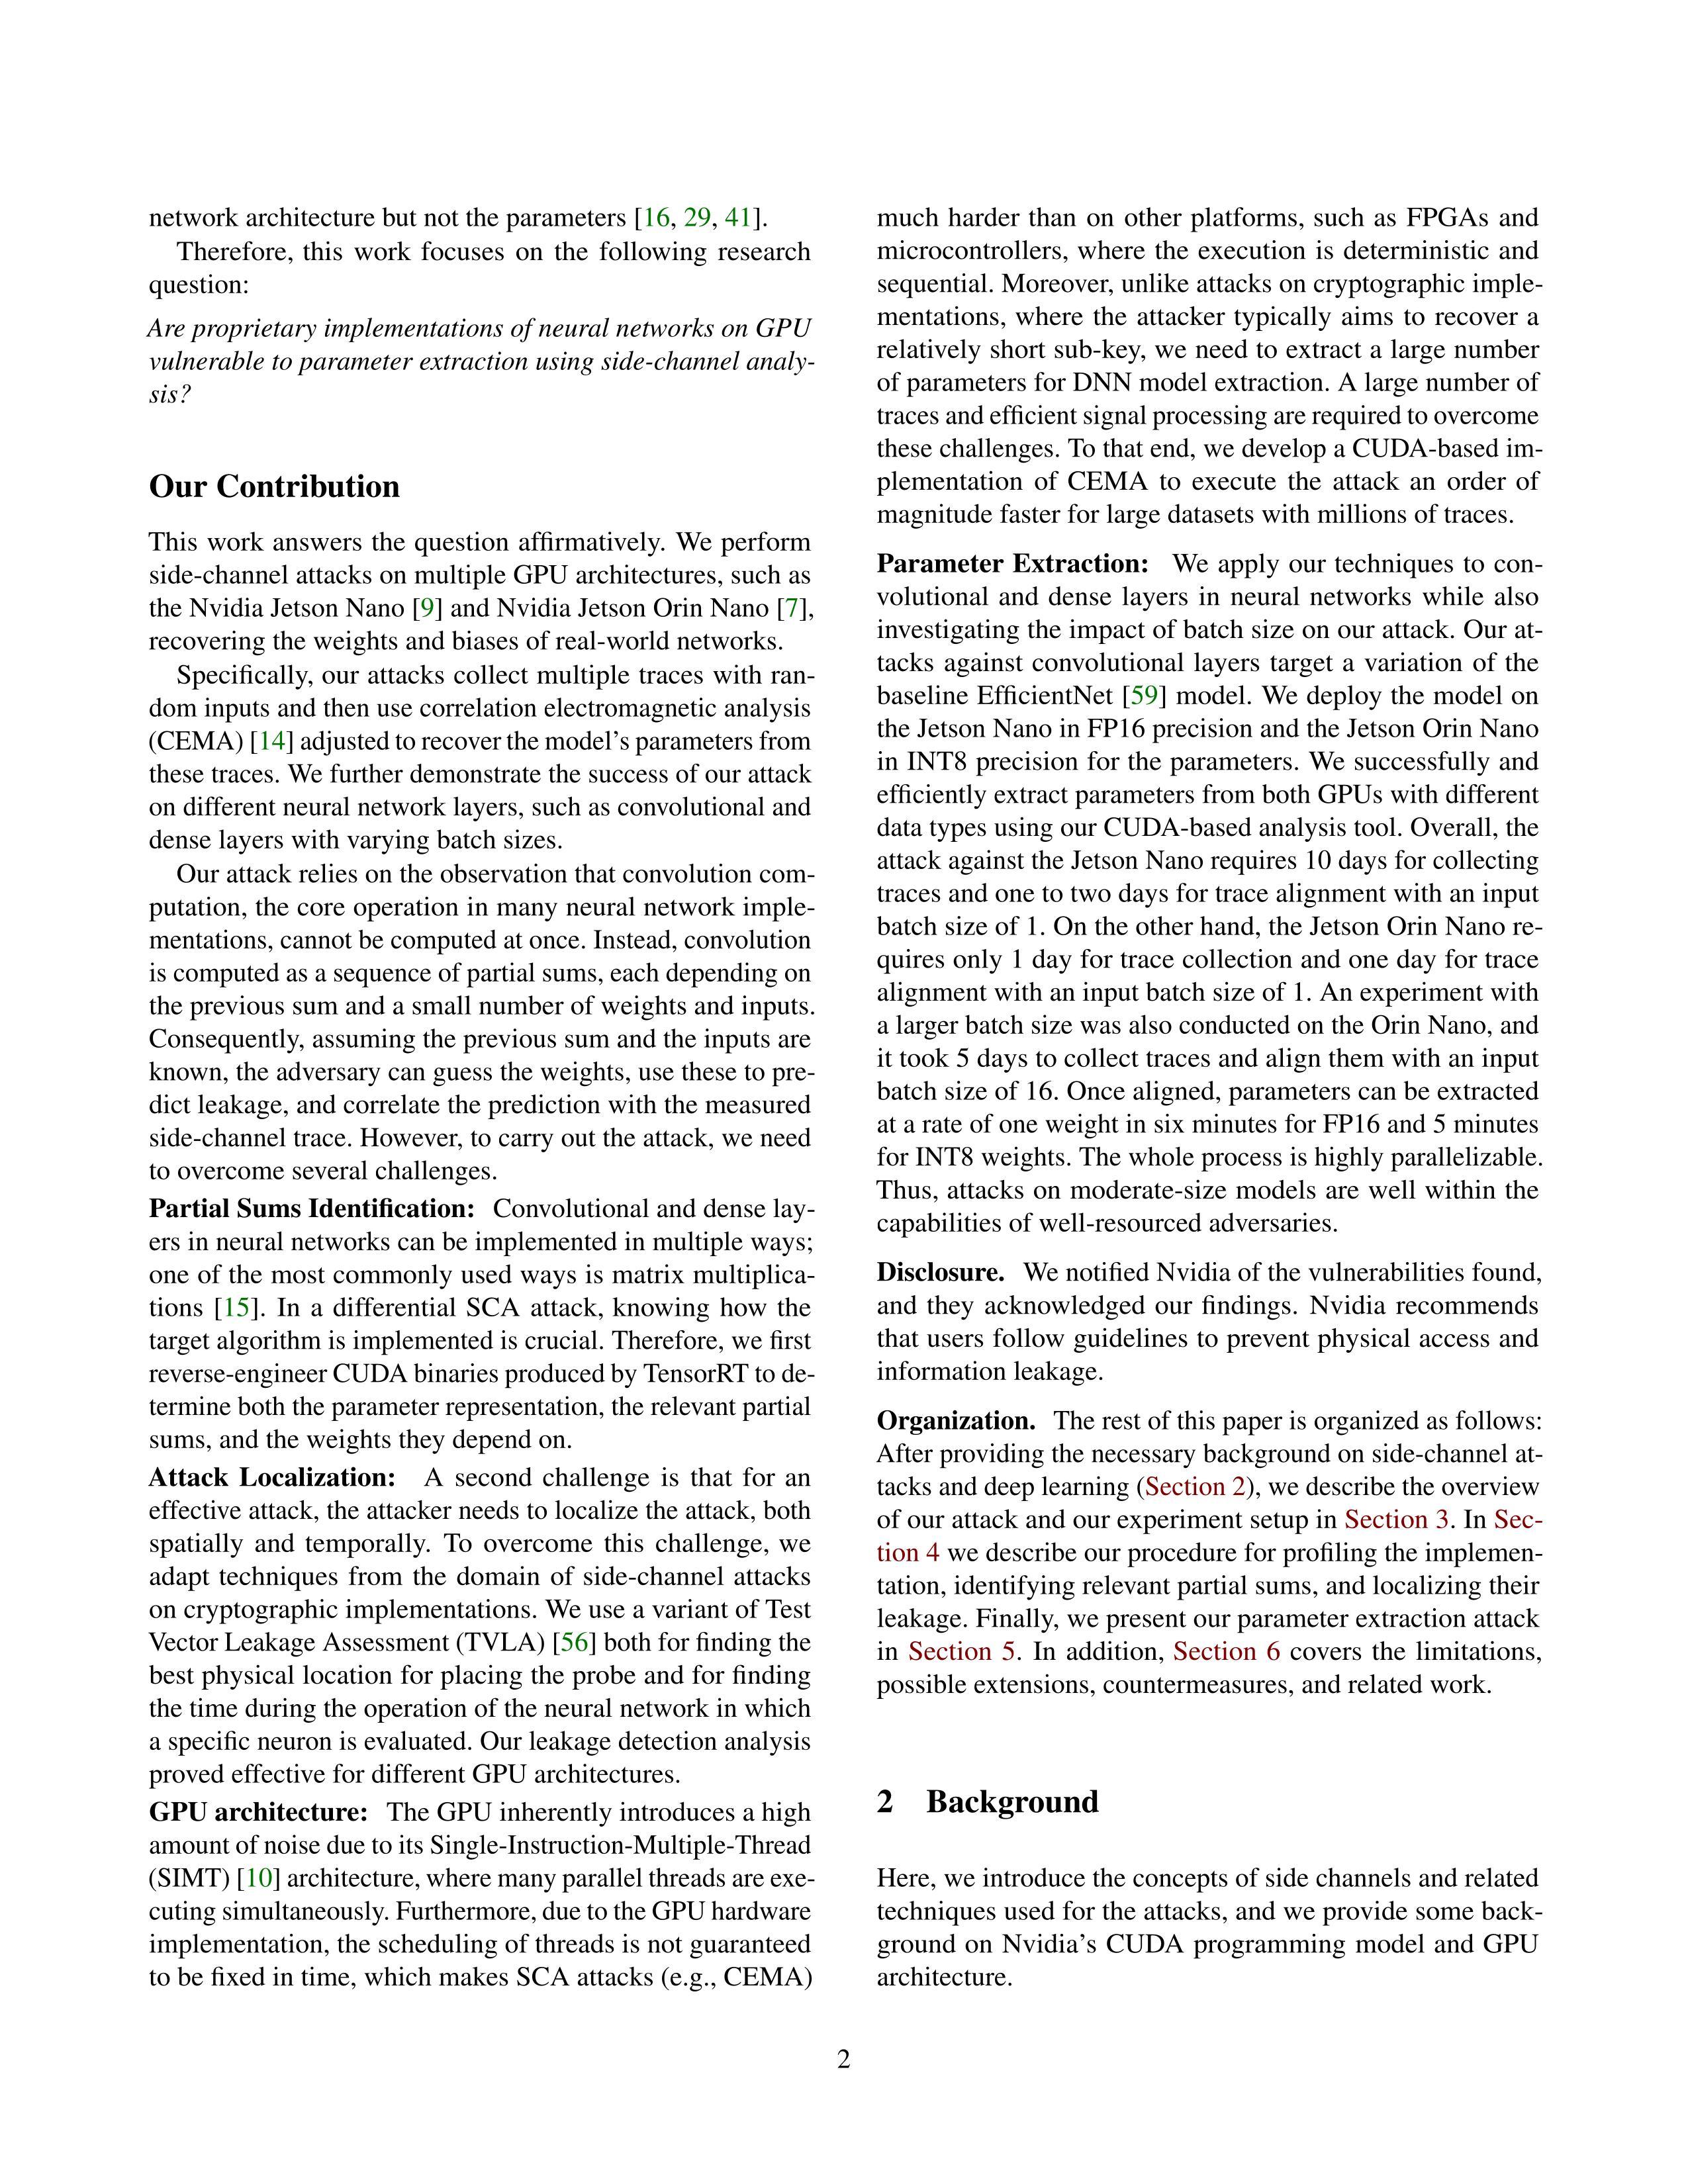 network architecture but not the parameters [16, 29, 41].
Therefore, this work focuses on the following research
question:
Are proprietary implementations of neural networks on GPU
vulnerable to parameter extraction using side-channel analy-
sis?
Our Contribution
This work answers the question affirmatively. We perform
side-channel attacks on multiple GPU architectures, such as
the Nvidia Jetson Nano [9] and Nvidia Jetson Orin Nano [7],
recovering the weights and biases of real-world networks.
Specifically, our attacks collect multiple traces with ran-
dom inputs and then use correlation electromagnetic analysis
(CEMA) [14] adjusted to recover the model's parameters from
these traces. We further demonstrate the success of our attack
on different neural network layers, such as convolutional and
dense layers with varying batch sizes.
Our attack relies on the observation that convolution com-
putation, the core operation in many neural network imple-
mentations, cannot be computed at once. Instead, convolution
is computed as a sequence of partial sums, each depending on
the previous sum and a small number of weights and inputs.
Consequently, assuming the previous sum and the inputs are
known, the adversary can guess the weights, use these to pre-
dict leakage, and correlate the prediction with the measured
side-channel trace. However, to carry out the attack, we need
to overcome several challenges.
Partial Sums Identification: Convolutional and dense lay-
ers in neural networks can be implemented in multiple ways;
one of the most commonly used ways is matrix multiplica-
tions [15]. In a differential SCA attack, knowing how the
target algorithm is implemented is crucial. Therefore, we first
reverse-engineer CUDA binaries produced by TensorRT to de-
termine both the parameter representation, the relevant partial
sums, and the weights they depend on.
Attack Localization: A second challenge is that for an
effective attack, the attacker needs to localize the attack, both
spatially and temporally. To overcome this challenge, we
adapt techniques from the domain of side-channel attacks
on cryptographic implementations. We use a variant of Test
Vector Leakage Assessment (TVLA) [56] both for finding the
best physical location for placing the probe and for finding
the time during the operation of the neural network in which
a specific neuron is evaluated. Our leakage detection analysis
proved effective for different GPU architectures.
GPU architecture: The GPU inherently introduces a high
amount of noise due to its Single-Instruction-Multiple-Thread
(SIMT) [10] architecture, where many parallel threads are exe-
cuting simultaneously. Furthermore, due to the GPU hardware
implementation, the scheduling of threads is not guaranteed
to be fixed in time, which makes SCA attacks (e.g., CEMA)
much harder than on other platforms, such as FPGAs and
microcontrollers, where the execution is deterministic and
sequential. Moreover, unlike attacks on cryptographic imple-
mentations, where the attacker typically aims to recover a
relatively short sub-key, we need to extract a large number
of parameters for DNN model extraction. A large number of
traces and efficient signal processing are required to overcome
these challenges. To that end, we develop a CUDA-based im-
plementation of CEMA to execute the attack an order of
magnitude faster for large datasets with millions of traces.
Parameter Extraction: We apply our techniques to con-
volutional and dense layers in neural networks while also
investigating the impact of batch size on our attack. Our at-
tacks against convolutional layers target a variation of the
baseline EfficientNet [59] model. We deploy the model on
the Jetson Nano in FP16 precision and the Jetson Orin Nano
in INT8 precision for the parameters. We successfully and
efficiently extract parameters from both GPUs with different
data types using our CUDA-based analysis tool. Overall, the
attack against the Jetson Nano requires 10 days for collecting
traces and one to two days for trace alignment with an input
batch size of 1. On the other hand, the Jetson Orin Nano re-
quires only 1 day for trace collection and one day for trace
alignment with an input batch size of 1. An experiment with
a larger batch size was also conducted on the Orin Nano, and
it took 5 days to collect traces and align them with an input
batch size of 16. Once aligned, parameters can be extracted
at a rate of one weight in six minutes for FP16 and 5 minutes
for INT8 weights. The whole process is highly parallelizable.
Thus, attacks on moderate-size models are well within the
capabilities of well-resourced adversaries.
Disclosure. We notified Nvidia of the vulnerabilities found,
and they acknowledged our findings. Nvidia recommends
that users follow guidelines to prevent physical access and
information leakage.
Organization. The rest of this paper is organized as follows:
After providing the necessary background on side-channel at-
tacks and deep learning (Section 2), we describe the overview
of our attack and our experiment setup in Section 3. In Sec-
tion 4 we describe our procedure for profiling the implemen-
tation, identifying relevant partial sums, and localizing their
leakage. Finally, we present our parameter extraction attack
in Section 5. In addition, Section 6 covers the limitations,
possible extensions, countermeasures, and related work.
2 Background
Here, we introduce the concepts of side channels and related
techniques used for the attacks, and we provide some back-
ground on Nvidia's CUDA programming model and GPU
architecture.
2